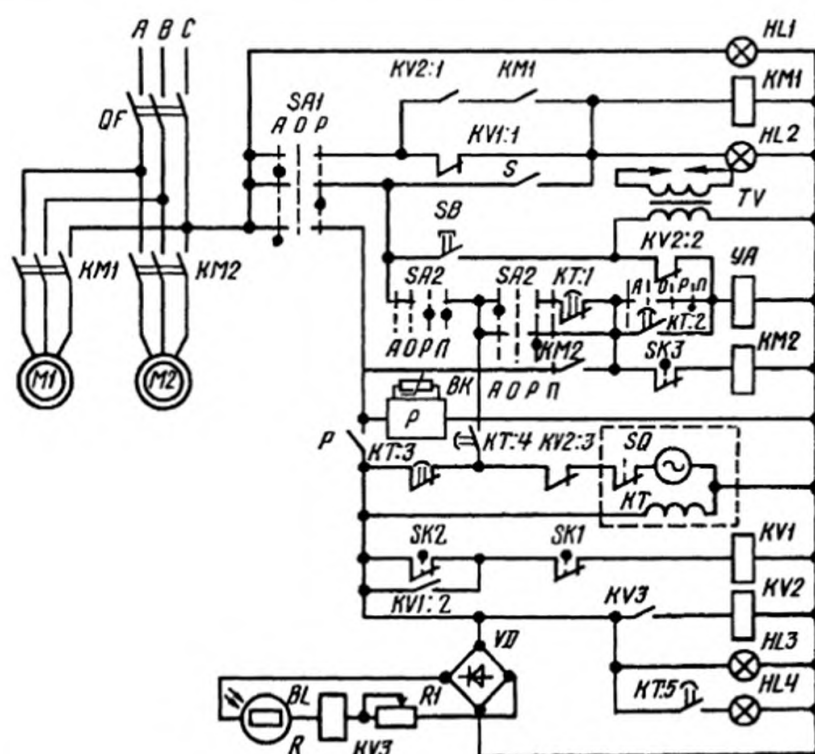 A B C
HL1
KV2:1 KM1
KM1
QF
SA1
A O P
KV1:1
HL2
S
TV
SB
KV2:2
УА
KM1 KM2
SA2 SA2 KT:1
А О Р П
KT:2
KM2
SK3
KM2
А О Р П
А О Р П
M1 M2
BK
P
P
KT:3 KT:4 KV2:3 SQ
KT
SK2 SK1 KV1
KV1:2
KV3 KV2
VD
HL3
BL R1
KT:5 HL4
R KV3